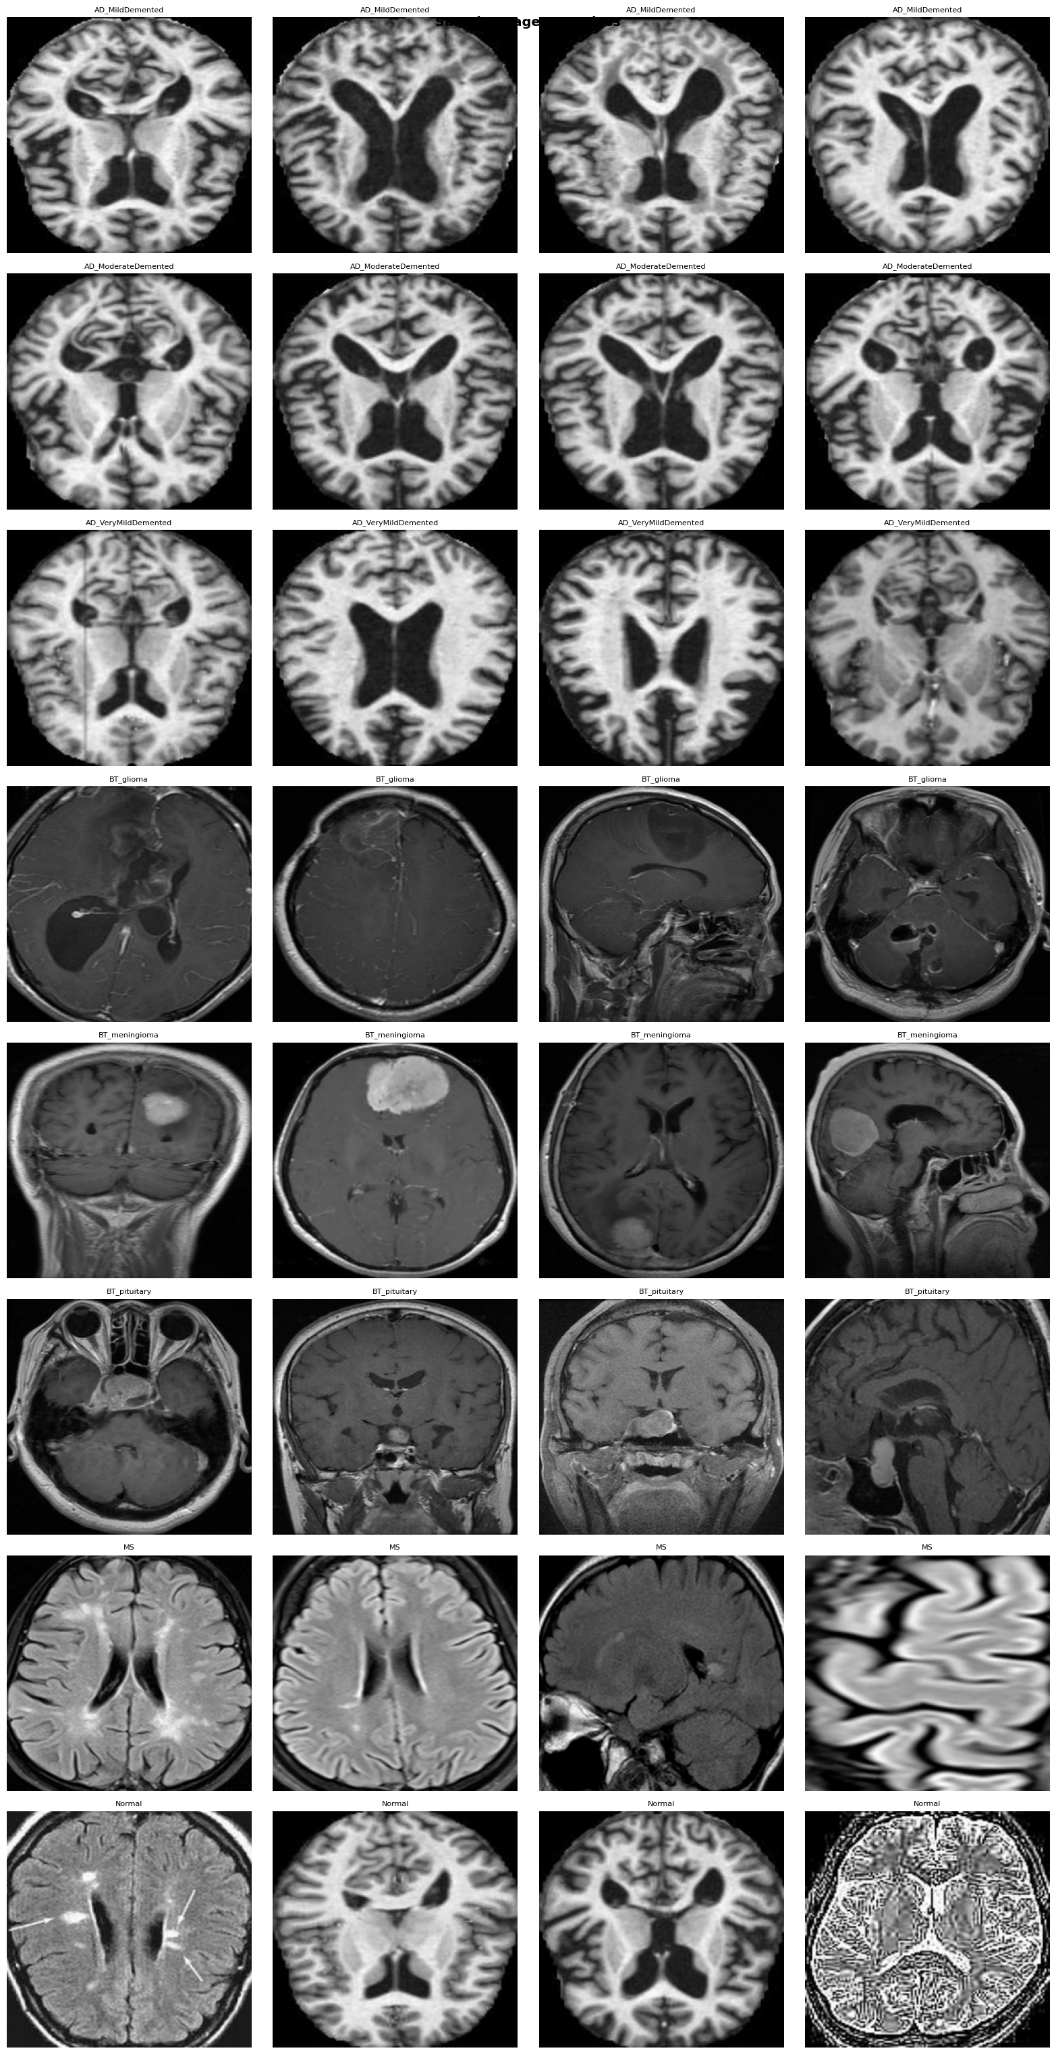 AD_MildDemented AD_MildDemented AD_MildDemented AD_MildDemented
AD_ModerateDemented AD_ModerateDemented AD_ModerateDemented AD_ModerateDemented
AD_VeryMildDemented AD_VeryMildDemented AD_VeryMildDemented AD_VeryMildDemented
BT_glioma BT_glioma BT_glioma BT_glioma
BT_meningioma BT_meningioma BT_meningioma BT_meningioma
BT_pituitary BT_pituitary BT_pituitary BT_pituitary
MS MS MS MS
Normal Normal Normal Normal